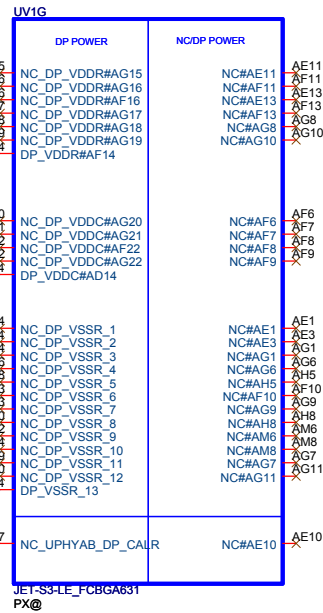 UV1G
DP POWER NC/DP POWER
NC_DP_VDDR#AG15 NC#AE11 AE11
NC_DP_VDDR#AG16 NC#AF11 AF11
NC_DP_VDDR#AF16 NC#AE13 AE13
NC_DP_VDDR#AG17 NC#AF13 AF13
NC_DP_VDDR#AG18 NC#AG8 AG8
NC_DP_VDDR#AG19 NC#AG10 AG10
DP_VDDR#AF14
NC_DP_VDDC#AG20 NC#AF6 AF6
NC_DP_VDDC#AG21 NC#AF7 AF7
NC_DP_VDDC#AF22 NC#AF8 AF8
NC_DP_VDDC#AG22 NC#AF9 AF9
DP_VDDC#AD14
NC_DP_VSSR_1 NC#AE1 AE1
NC_DP_VSSR_2 NC#AE3 AE3
NC_DP_VSSR_3 NC#AG1 AG1
NC_DP_VSSR_4 NC#AG6 AG6
NC_DP_VSSR_5 NC#AH5 AH5
NC_DP_VSSR_6 NC#AF10 AF10
NC_DP_VSSR_7 NC#AG9 AG9
NC_DP_VSSR_8 NC#AH8 AH8
NC_DP_VSSR_9 NC#AM6 AM6
NC_DP_VSSR_10 NC#AM8 AM8
NC_DP_VSSR_11 NC#AG7 AG7
NC_DP_VSSR_12 NC#AG11 AG11
DP_VSSR_13
NC_UPHYAB_DP_CALR NC#AE10 AE10
JET-S3-LE_FCBGA631
PX@